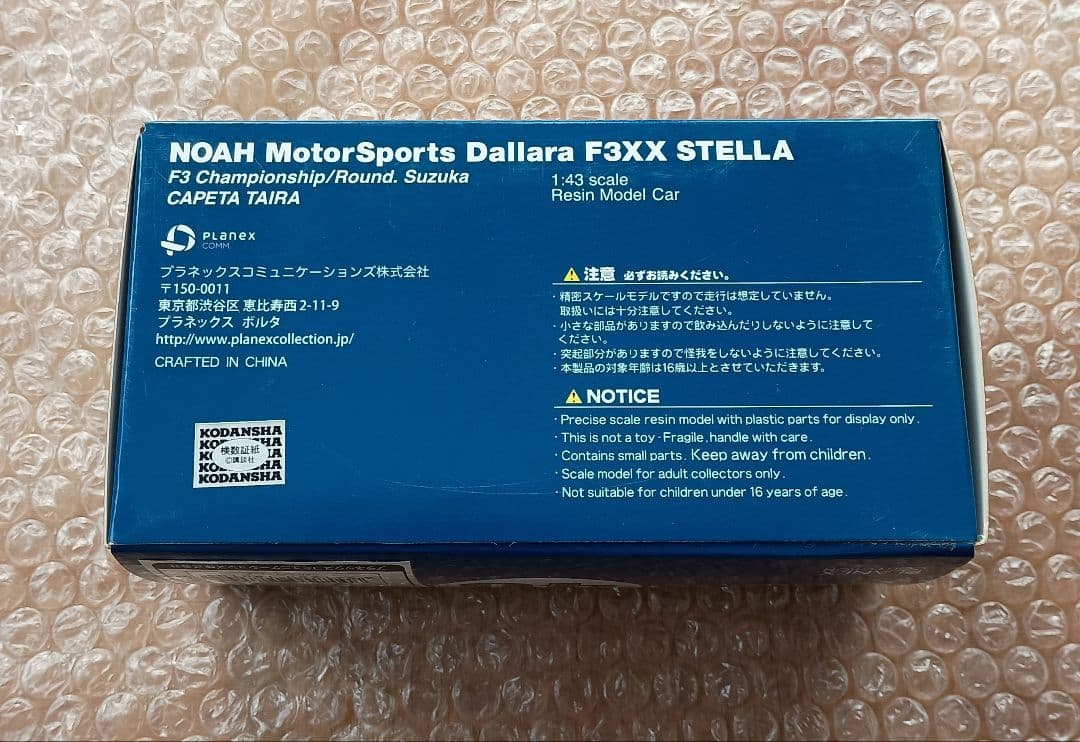 NOAH MotorSports Dallara F3XX STELLA
F3 Championship/Round. Suzuka
CAPETA TAIRA
1:43 scale
Resin Model Car
PLANEX
COMM.
プラネックスコミュニケーションズ株式会社
〒150-0011
東京都渋谷区 恵比寿西2-11-9
プラネックス ボルタ
http://www.planexcollection.jp/
CRAFTED IN CHINA
KODANSHA
検数証紙
©講談社
KODANSHA
注意 必ずお読みください。
・精密スケールモデルですので走行は想定していません。
取扱いには十分注意してください。
・小さな部品がありますので飲み込んだりしないように注意して
ください。
・突起部分がありますので怪我をしないように注意してください。
・本製品の対象年齢は16歳以上とさせていただきます。
NOTICE
・Precise scale resin model with plastic parts for display only.
・This is not a toy・Fragile,handle with care.
・Contains small parts. Keep away from children.
・Scale model for adult collectors only.
・Not suitable for children under 16 years of age.